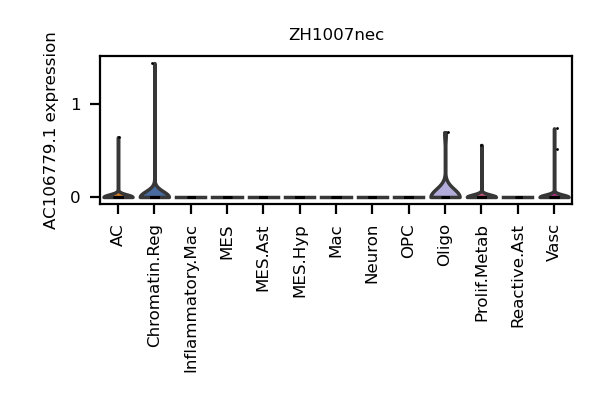 ZH1007nec
AC106779.1 expression
1
0
AC
Chromatin.Reg
Inflammatory.Mac
MES
MES.Ast
MES.Hyp
Mac
Neuron
OPC
Oligo
Prolif.Metab
Reactive.Ast
Vasc